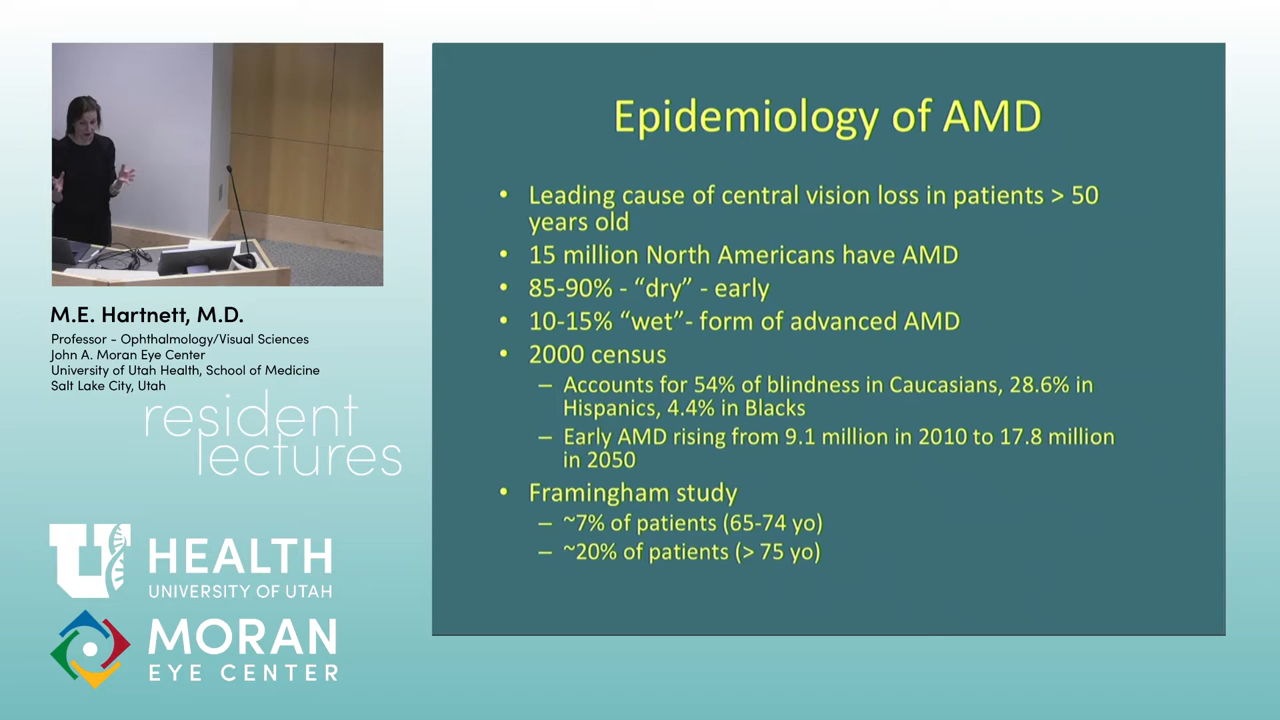 Epidemiology of AMD
• Leading cause of central vision loss in patients > 50
years old
• 15 million North Americans have AMD
• 85-90% - “dry” - early
• 10-15% “wet”- form of advanced AMD
• 2000 census
– Accounts for 54% of blindness in Caucasians, 28.6% in
Hispanics, 4.4% in Blacks
– Early AMD rising from 9.1 million in 2010 to 17.8 million
in 2050
• Framingham study
– ~7% of patients (65-74 yo)
– ~20% of patients (> 75 yo)
M.E. Hartnett, M.D.
Professor - Ophthalmology/Visual Sciences
John A. Moran Eye Center
University of Utah Health, School of Medicine
Salt Lake City, Utah
resident
lectures
U HEALTH
UNIVERSITY OF UTAH
MORAN
EYE CENTER